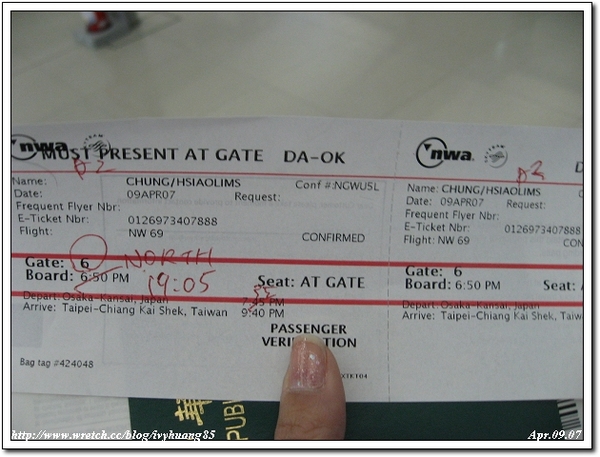 nwa
MUST PRESENT AT GATE DA-OK
nwa
Name: CHUNG/HSIAOLIMS Conf #:NGWU5L
Date: 09APR07 Request:
Frequent Flyer Nbr:
E-Ticket Nbr: 0126973407888
Flight: NW 69
CONFIRMED
Gate: 6 NORTH
Board: 6:50 PM 19:05 Seat: AT GATE
Depart: Osaka-Kansai, Japan 7:45 PM
Arrive: Taipei-Chiang Kai Shek, Taiwan 9:40 PM
PASSENGER
Bag tag #424048
Name: CHUNG/HSIAOLIMS
Date: 09APR07 Request:
Frequent Flyer Nbr:
E-Ticket Nbr: 0126973407888
Flight: NW 69 CON
Gate: 6
Board: 6:50 PM Seat:
Depart: Osaka-Kansai, Japan
Arrive: Taipei-Chiang Kai Shek, Taiw
華
PUB
http://www.wretch.cc/blog/ivyhuang85
Apr.09.07